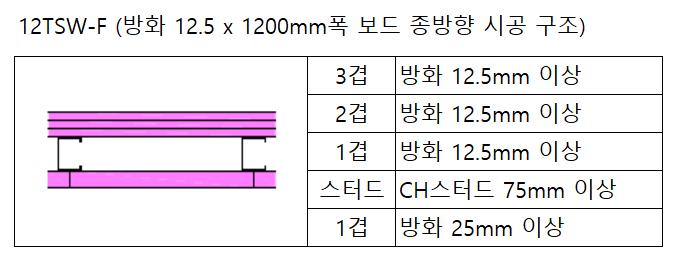 12TSW-F (방화 12.5 x 1200mm폭 보드 종방향 시공 구조)
3겹 방화 12.5mm 이상
2겹 방화 12.5mm 이상
1겹 방화 12.5mm 이상
스터드 CH스터드 75mm 이상
1겹 방화 25mm 이상